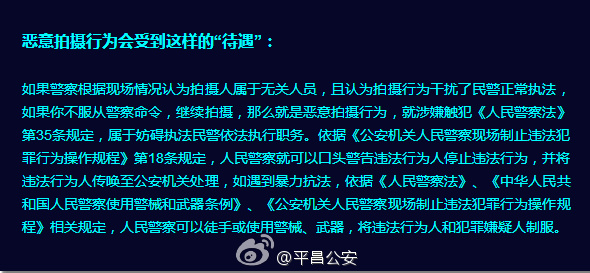 恶意拍摄行为会受到这样的“待遇”：
如果警察根据现场情况认为拍摄人属于无关人员，且认为拍摄行为干扰了民警正常执法，
如果你不服从警察命令，继续拍摄，那么就是恶意拍摄行为，就涉嫌触犯《人民警察法》
第35条规定，属于妨碍执法民警依法执行职务。依据《公安机关人民警察现场制止违法犯
罪行为操作规程》第18条规定，人民警察就可以口头警告违法行为人停止违法行为，并将
违法行为人传唤至公安机关处理，如遇到暴力抗法，依据《人民警察法》、《中华人民共
和国人民警察使用警械和武器条例》、《公安机关人民警察现场制止违法犯罪行为操作规
程》相关规定，人民警察可以徒手或使用警械、武器，将违法行为人和犯罪嫌疑人制服。
@平昌公安